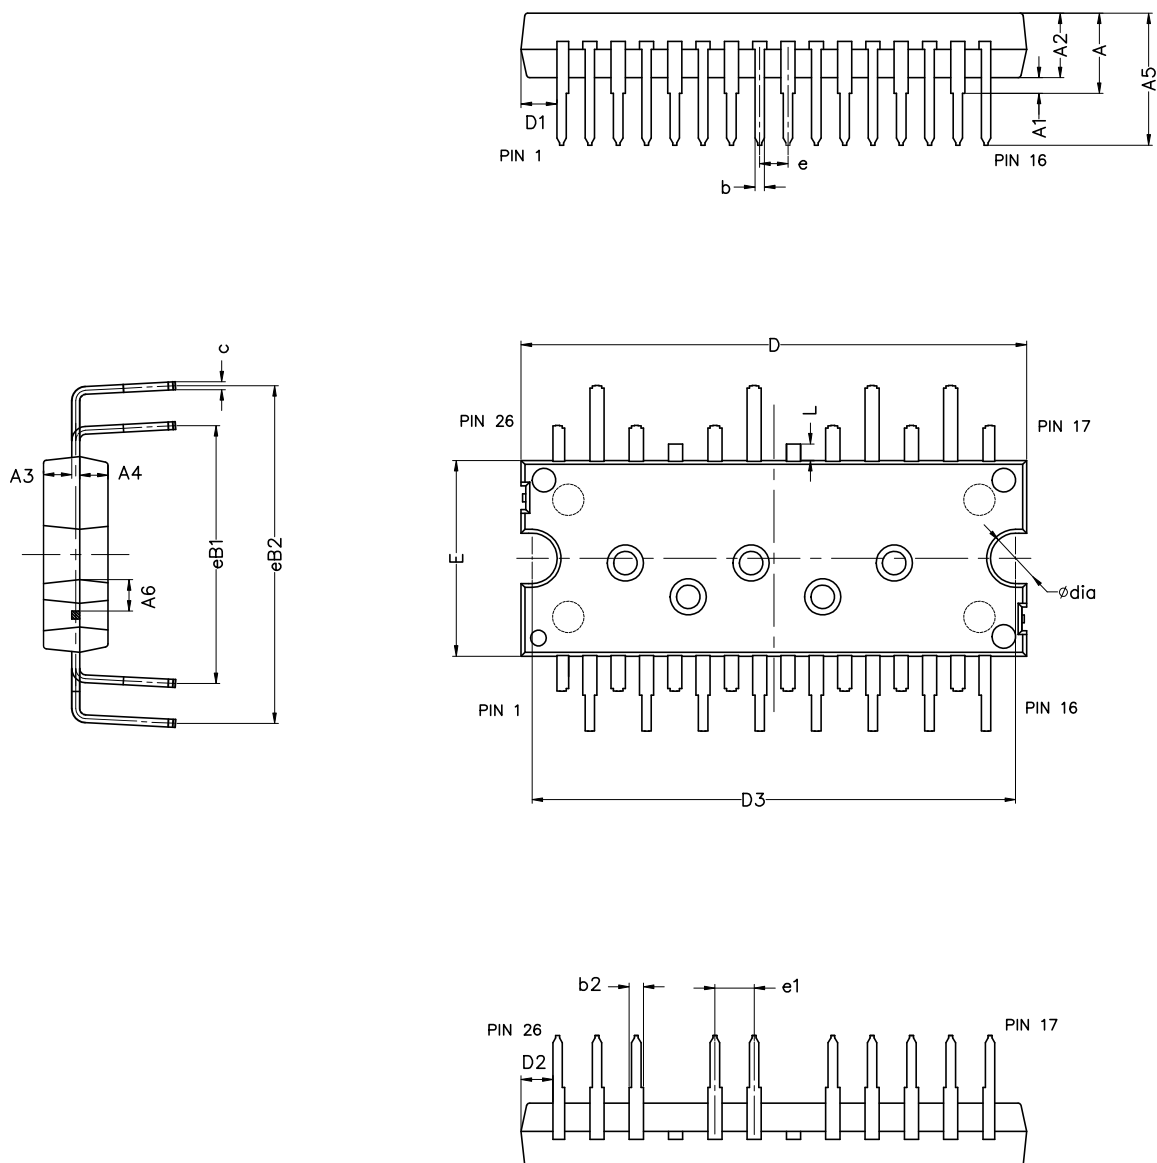 A2
A
A5
A1
D1
PIN 1
PIN 16
e
b
c
D
L
PIN 26
PIN 17
A3
A4
eB1
eB2
E
A6
Ødia
PIN 1
PIN 16
D3
b2
e1
PIN 26
PIN 17
D2